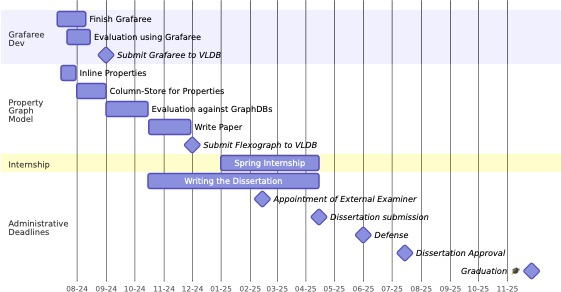 Grafaree
Dev
Finish Grafaree
Evaluation using Grafaree
Submit Grafaree to VLDB
Property
Graph
Model
Inline Properties
Column-Store for Properties
Evaluation against GraphDBs
Write Paper
Submit Flexograph to VLDB
Internship
Spring Internship
Administrative
Deadlines
Writing the Dissertation
Appointment of External Examiner
Dissertation submission
Defense
Dissertation Approval
Graduation 🎓
08-24 09-24 10-24 11-24 12-24 01-25 02-25 03-25 04-25 05-25 06-25 07-25 08-25 09-25 10-25 11-25